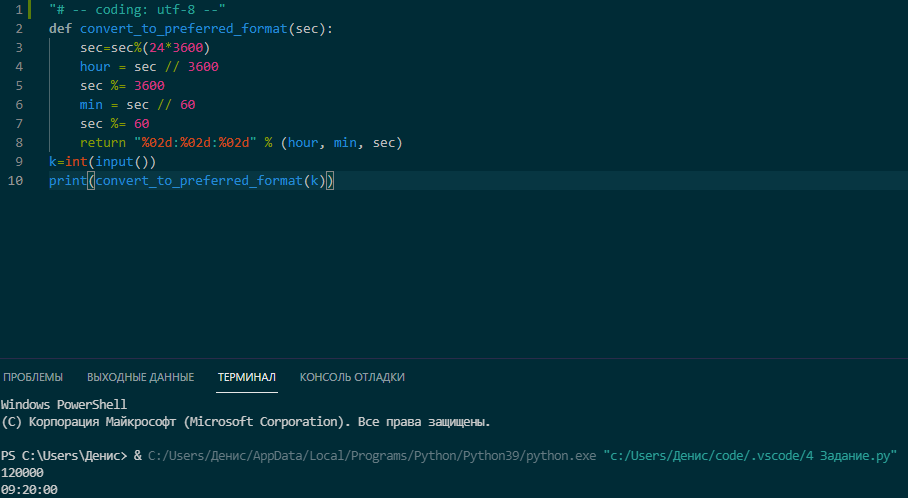 1 "# -- coding: utf-8 --"
2 def convert_to_preferred_format(sec):
3     sec=sec%(24*3600)
4     hour = sec // 3600
5     sec %= 3600
6     min = sec // 60
7     sec %= 60
8     return "%02d:%02d:%02d" % (hour, min, sec)
9 k=int(input())
10 print(convert_to_preferred_format(k))
ПРОБЛЕМЫ ВЫХОДНЫЕ ДАННЫЕ ТЕРМИНАЛ КОНСОЛЬ ОТЛАДКИ
Windows PowerShell
(C) Корпорация Майкрософт (Microsoft Corporation). Все права защищены.
PS C:\Users\Денис> & C:/Users/Денис/AppData/Local/Programs/Python/Python39/python.exe "c:/Users/Денис/code/.vscode/4 Задание.py"
120000
09:20:00